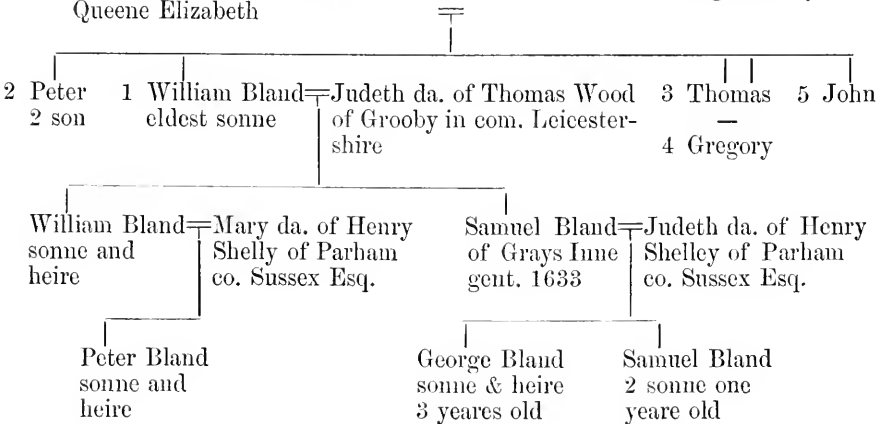 Queene Elizabeth
2 Peter
2 son
1 William Bland
eldest sonne
Judeth da. of Thomas Wood
of Grooby in com. Leicester-
shire
3 Thomas
—
4 Gregory
5 John
William Bland
sonne and
heire
Mary da. of Henry
Shelly of Parham
co. Sussex Esq.
Samuel Bland
of Grays Inne
gent. 1633
Judeth da. of Henry
Shelley of Parham
co. Sussex Esq.
Peter Bland
sonne and
heire
George Bland
sonne & heire
3 yeares old
Samuel Bland
2 sonne one
yeare old